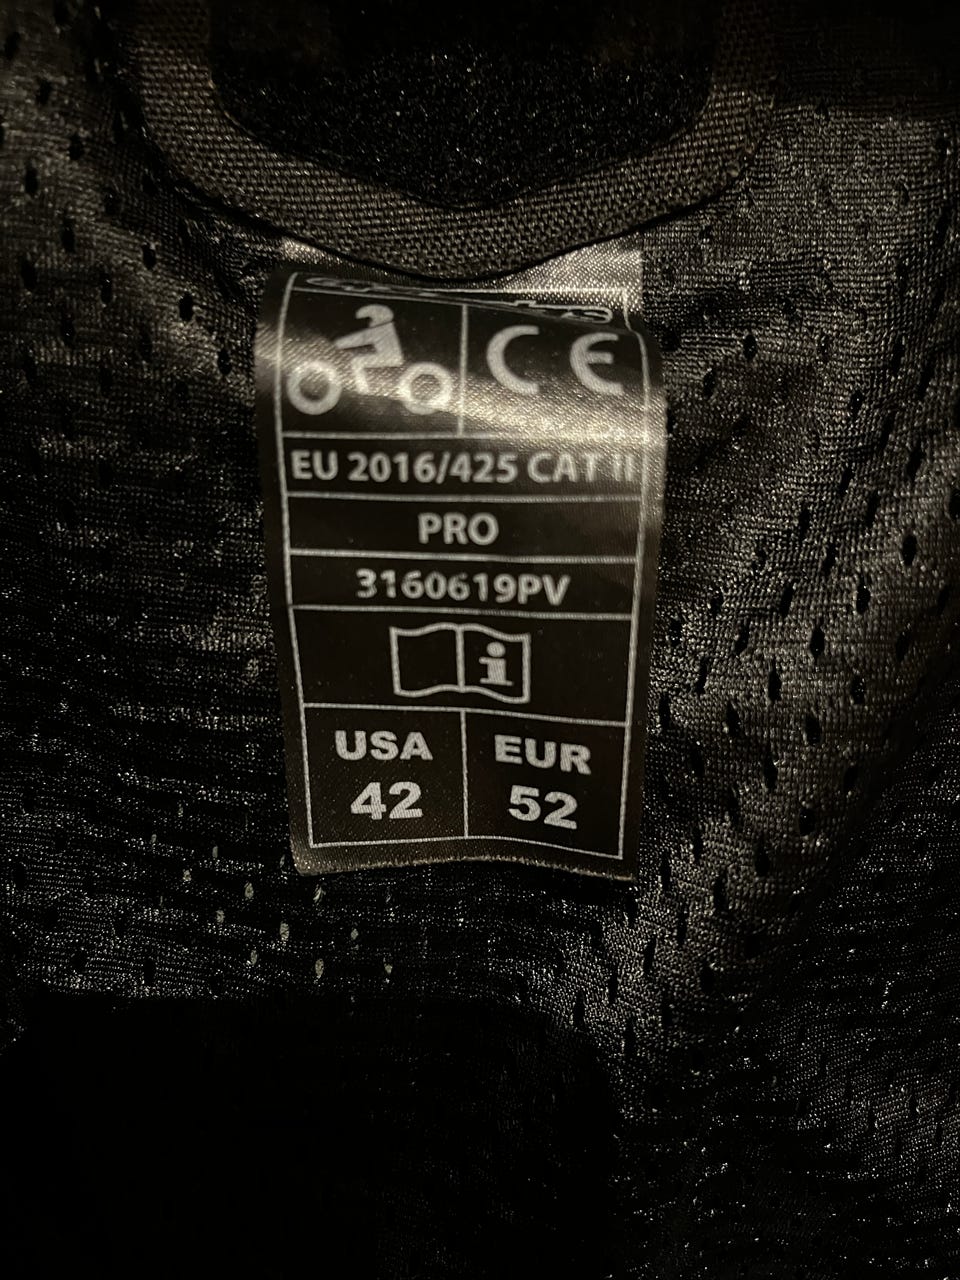 CE
EU 2016/425 CAT II
PRO
3160619PV
i
USA EUR
42 52